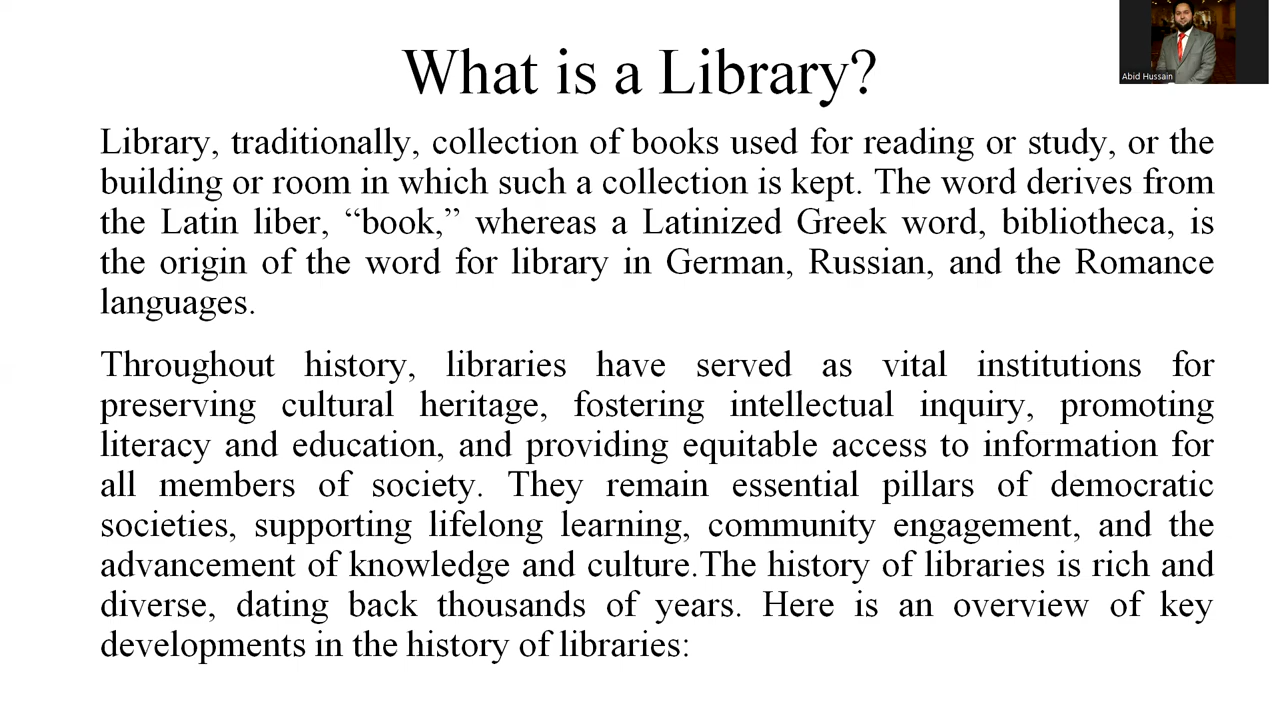 What is a Library?
Abid Hussain
Library, traditionally, collection of books used for reading or study, or the
building or room in which such a collection is kept. The word derives from
the Latin liber, “book,” whereas a Latinized Greek word, bibliotheca, is
the origin of the word for library in German, Russian, and the Romance
languages.
Throughout history, libraries have served as vital institutions for
preserving cultural heritage, fostering intellectual inquiry, promoting
literacy and education, and providing equitable access to information for
all members of society. They remain essential pillars of democratic
societies, supporting lifelong learning, community engagement, and the
advancement of knowledge and culture.The history of libraries is rich and
diverse, dating back thousands of years. Here is an overview of key
developments in the history of libraries: